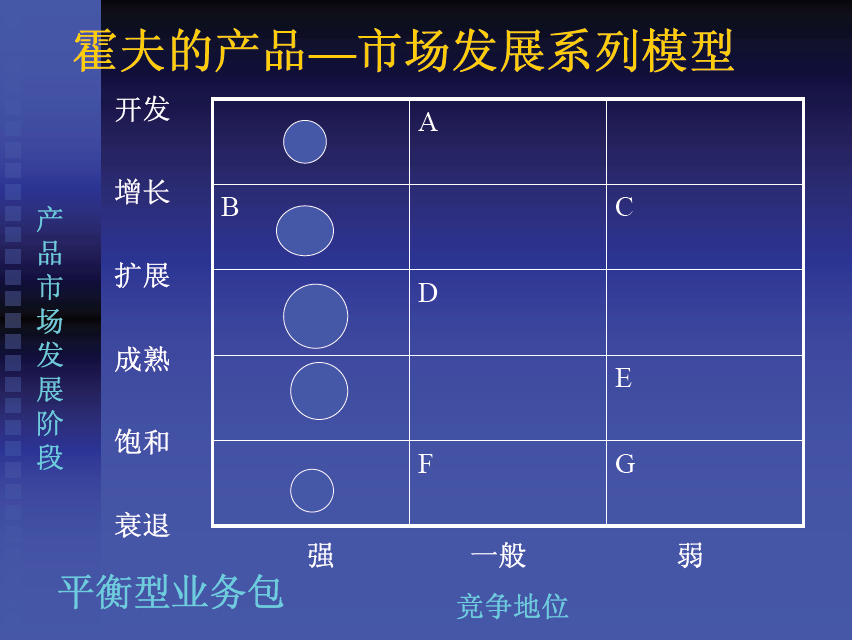 霍夫的产品—市场发展系列模型
开发
A
增长
B
C
产品市场发展阶段
扩展
D
成熟
E
饱和
F
G
衰退
强
一般
弱
平衡型业务包
竞争地位